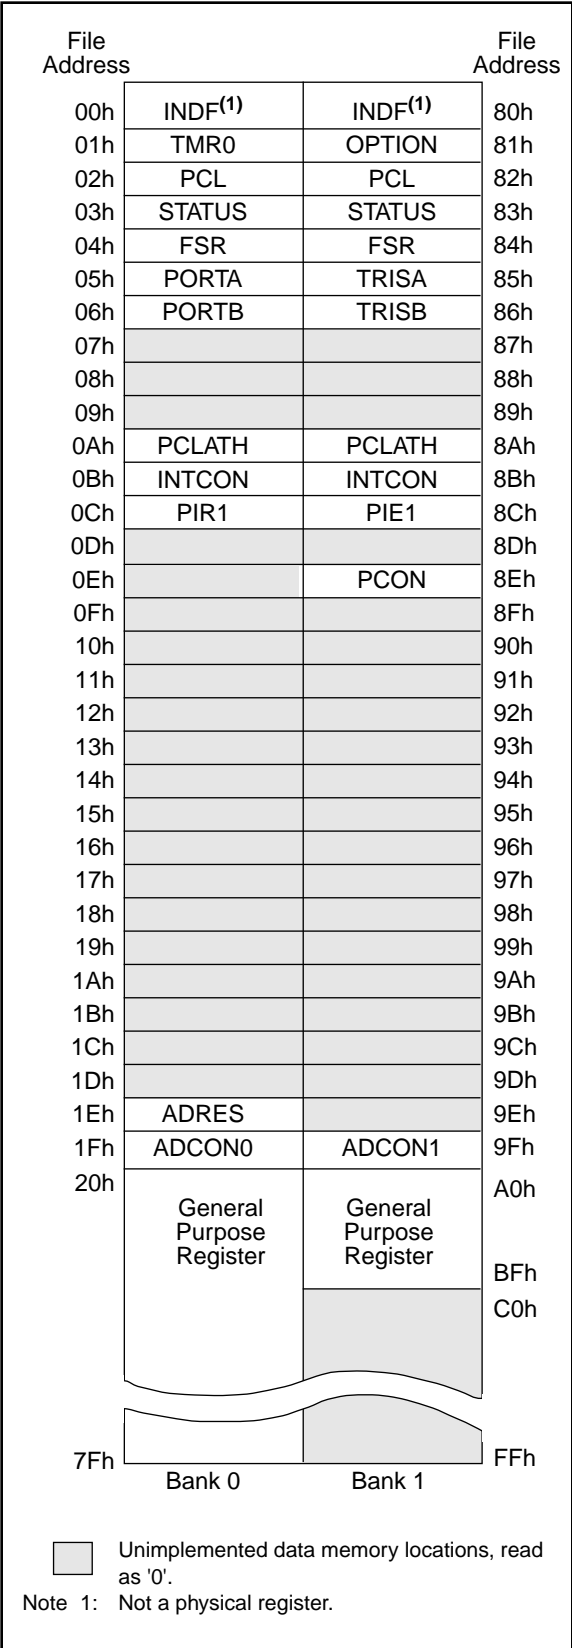 File Address File Address
00h INDF(1) INDF(1) 80h
01h TMR0 OPTION 81h
02h PCL PCL 82h
03h STATUS STATUS 83h
04h FSR FSR 84h
05h PORTA TRISA 85h
06h PORTB TRISB 86h
07h 87h
08h 88h
09h 89h
0Ah PCLATH PCLATH 8Ah
0Bh INTCON INTCON 8Bh
0Ch PIR1 PIE1 8Ch
0Dh 8Dh
0Eh PCON 8Eh
0Fh 8Fh
10h 90h
11h 91h
12h 92h
13h 93h
14h 94h
15h 95h
16h 96h
17h 97h
18h 98h
19h 99h
1Ah 9Ah
1Bh 9Bh
1Ch 9Ch
1Dh 9Dh
1Eh ADRES 9Eh
1Fh ADCON0 ADCON1 9Fh
20h A0h
General General
Purpose Purpose
Register Register
BFh
C0h
7Fh FFh
Bank 0 Bank 1
Unimplemented data memory locations, read
as '0'.
Note 1: Not a physical register.